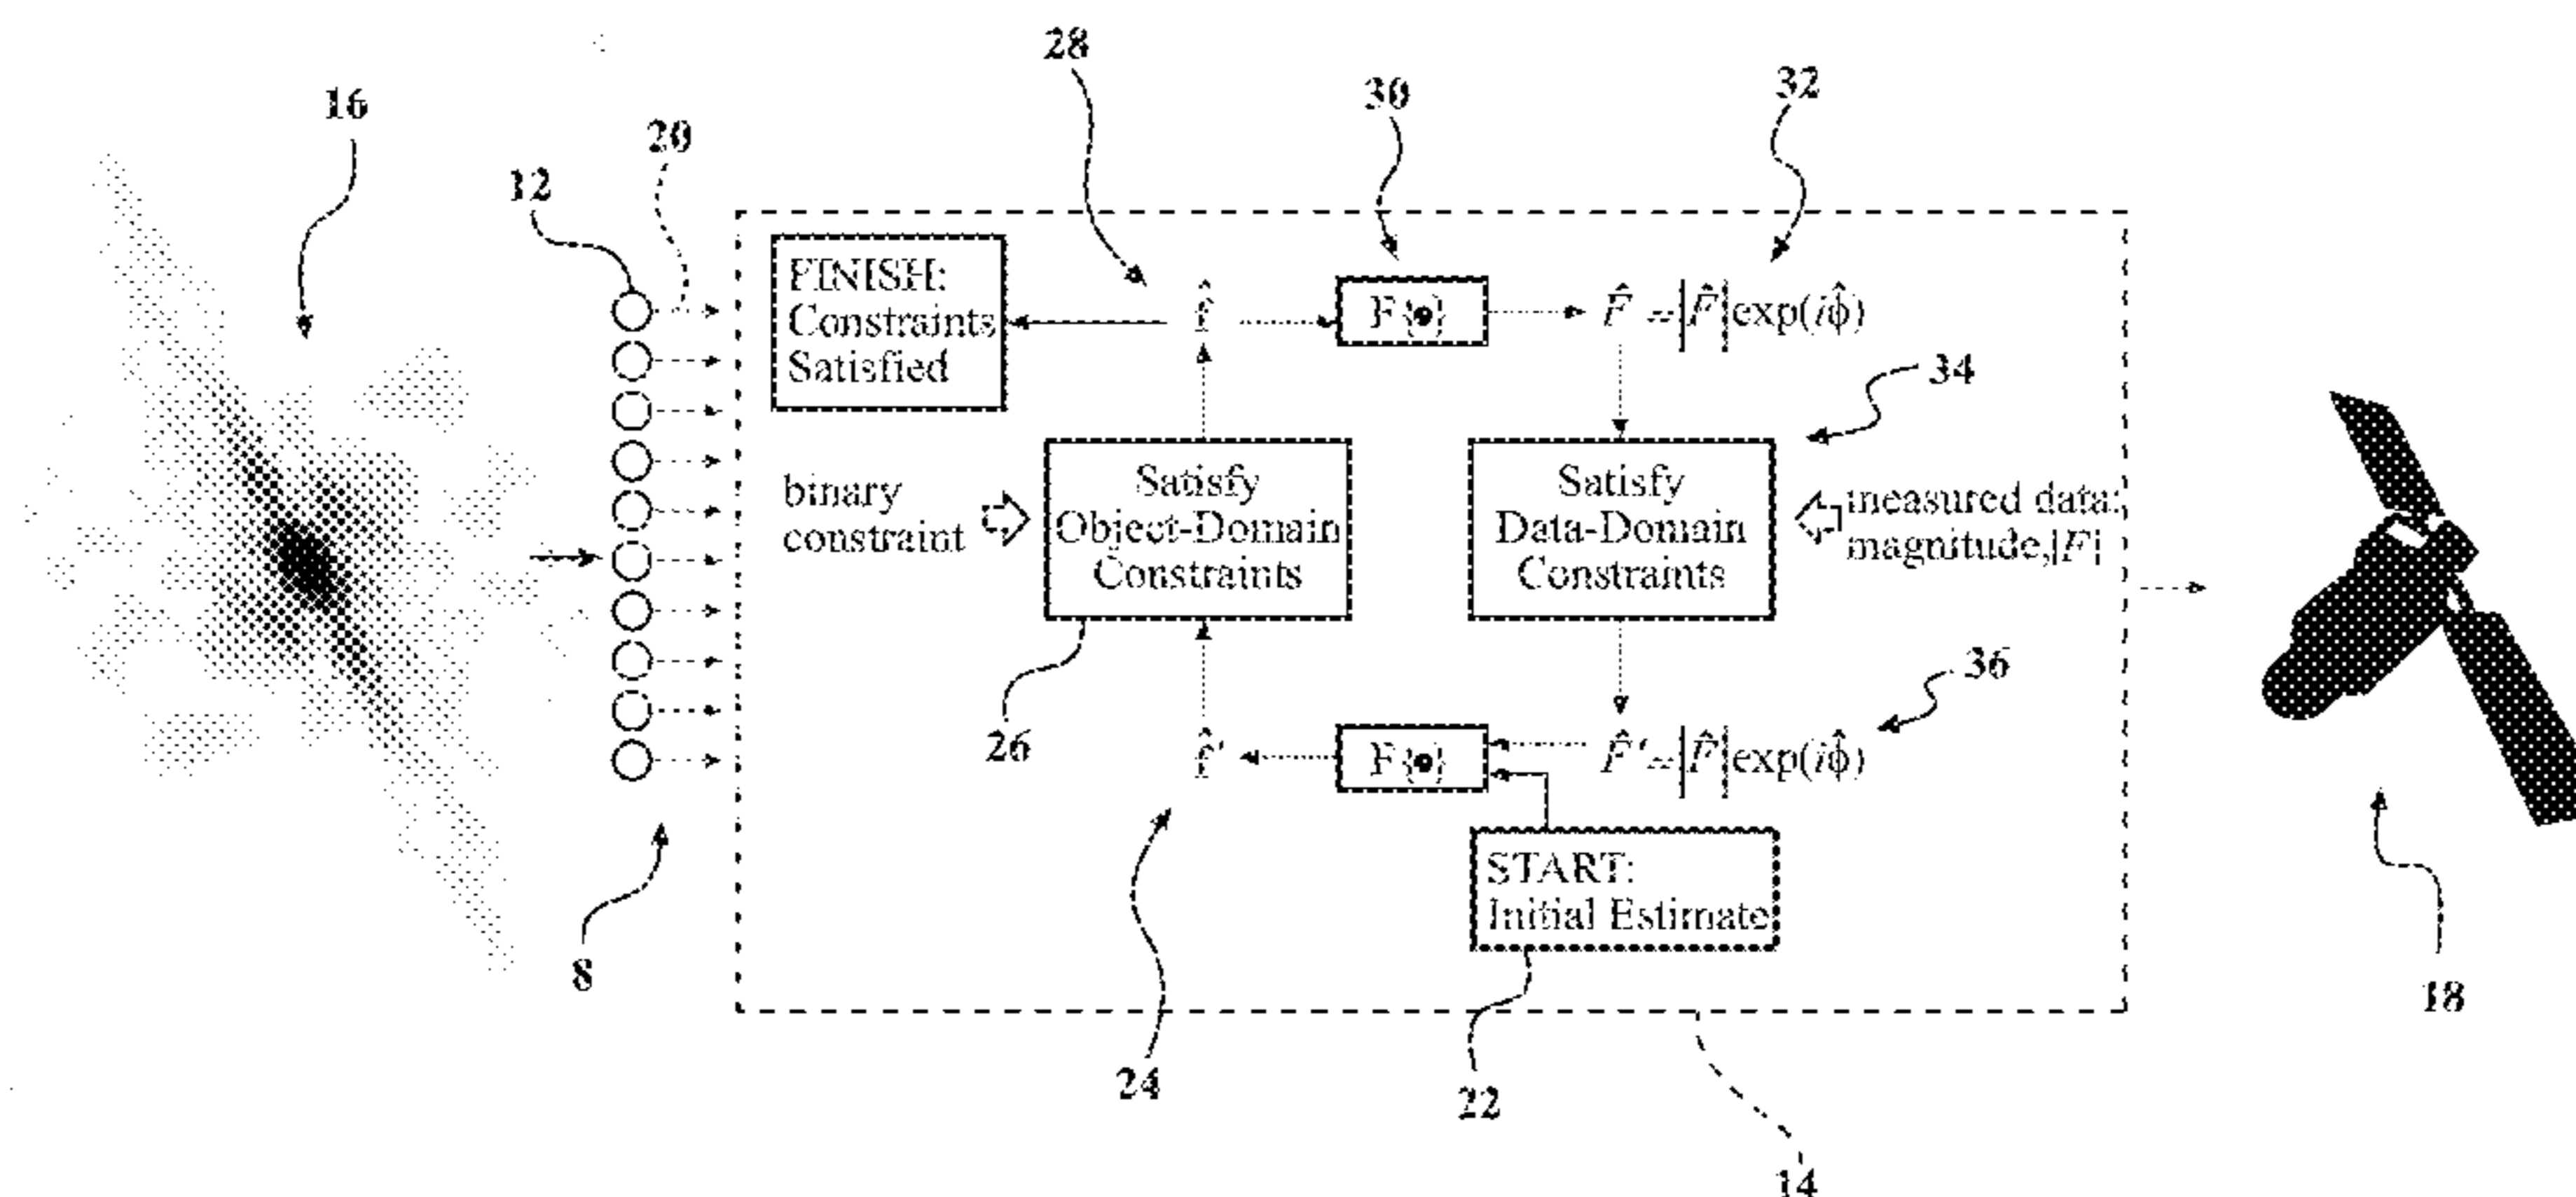 28
30
32
16
20
12
FINISH:
Constraints
Satisfied
f̂
F{•}
F̂ = |F̂|exp(iϕ̂)
34
binary
constraint
Satisfy
Object-Domain
Constraints
Satisfy
Data-Domain
Constraints
measured data:
magnitude,|F|
36
26
f̂'
F{•}
F̂' = |F̂|exp(iϕ̂)
START:
Initial Estimate
8
24
22
18
14